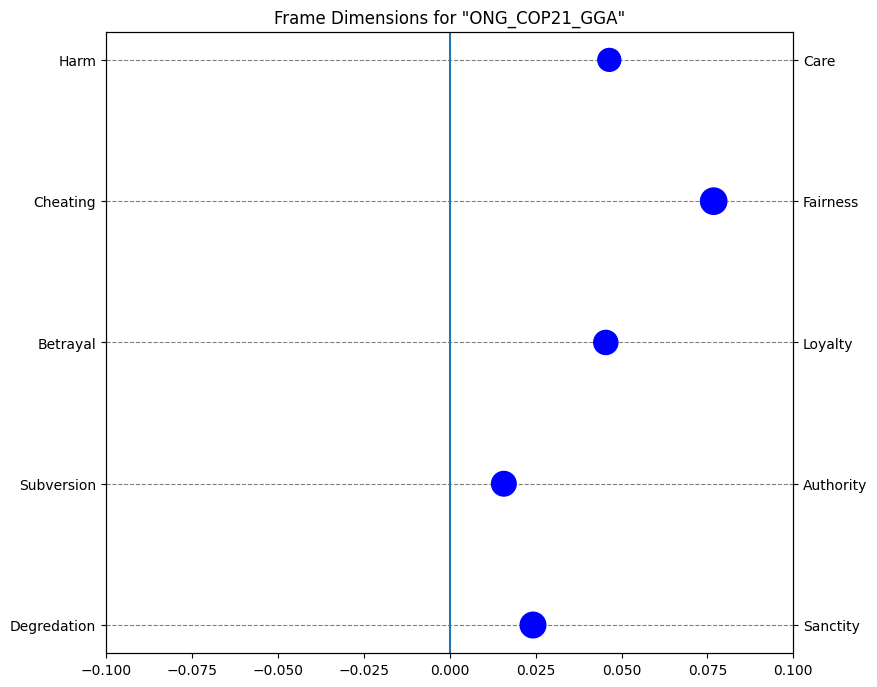 Frame Dimensions for "ONG_COP21_GGA"
Harm
Care
Cheating
Fairness
Betrayal
Loyalty
Subversion
Authority
Degredation
Sanctity
−0.100 −0.075 −0.050 −0.025 0.000 0.025 0.050 0.075 0.100